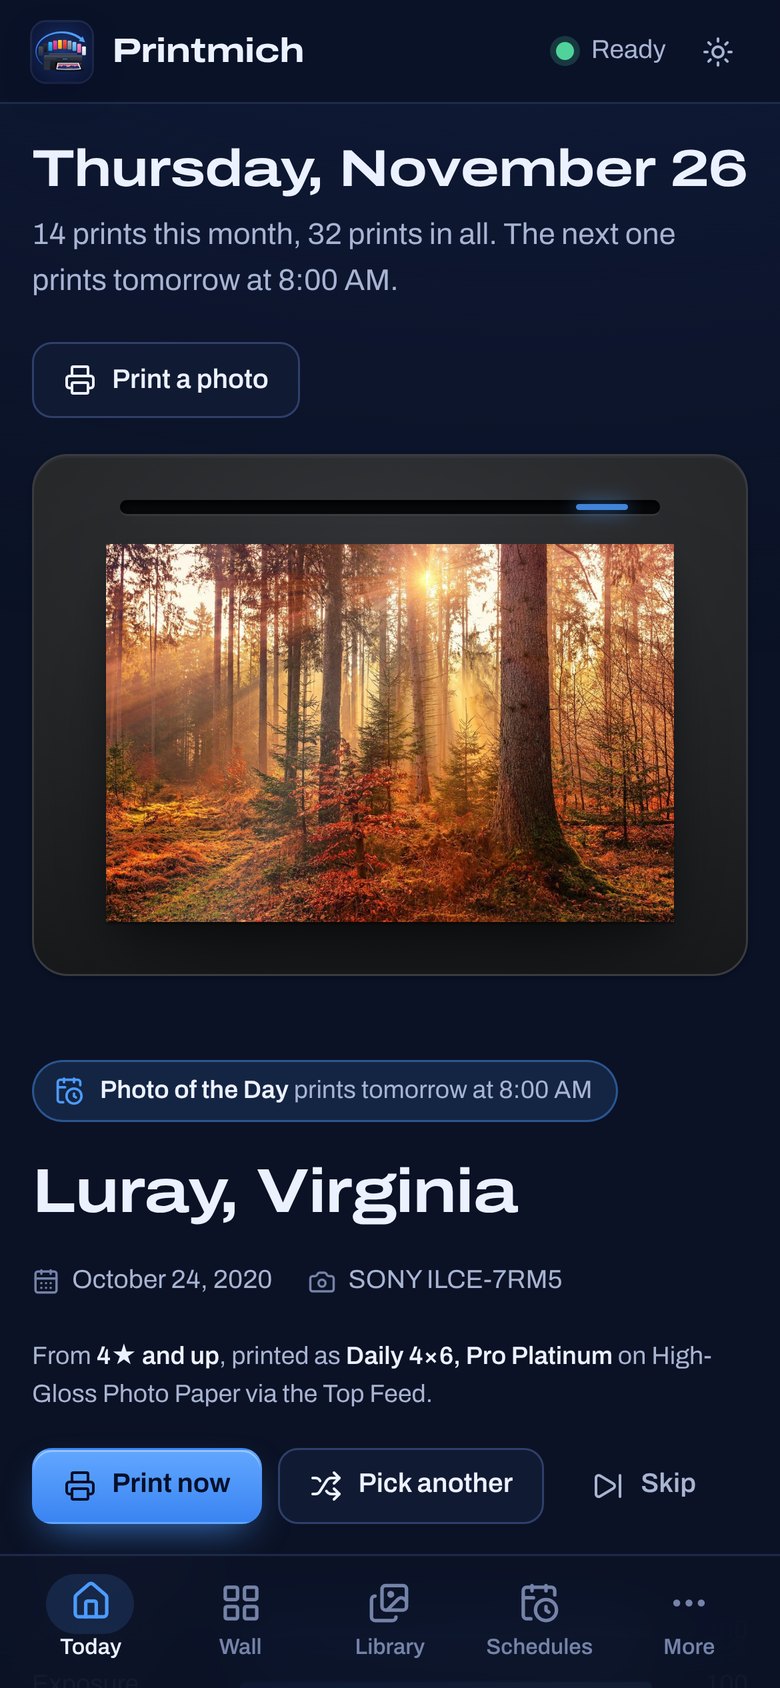 Printmich
Ready
Thursday, November 26
14 prints this month, 32 prints in all. The next one
prints tomorrow at 8:00 AM.
Print a photo
Photo of the Day prints tomorrow at 8:00 AM
Luray, Virginia
October 24, 2020
SONY ILCE-7RM5
From 4★ and up, printed as Daily 4×6, Pro Platinum on High-
Gloss Photo Paper via the Top Feed.
Print now
Pick another
Skip
Today
Wall
Library
Schedules
More
Exposure
100